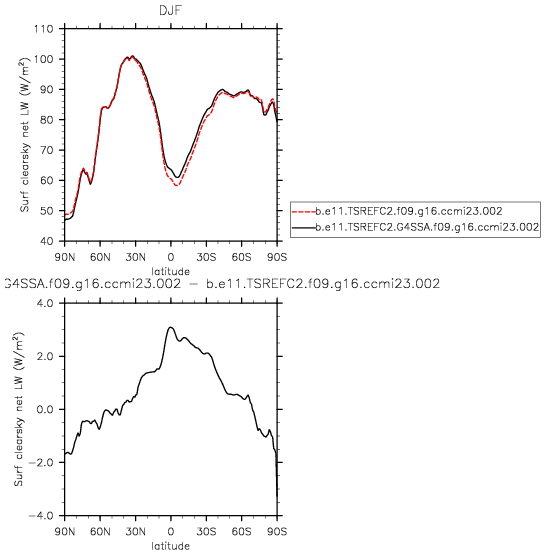 DJF
110
100
90
80
70
60
50
40
Surf clearsky net LW (W/m²)
90N 60N 30N 0 30S 60S 90S
latitude
b.e11.TSREFC2.f09.g16.ccmi23.002
b.e11.TSREFC2.G4SSA.f09.g16.ccmi23.002
G4SSA.f09.g16.ccmi23.002 − b.e11.TSREFC2.f09.g16.ccmi23.002
4.0
2.0
0.0
−2.0
−4.0
Surf clearsky net LW (W/m²)
90N 60N 30N 0 30S 60S 90S
latitude